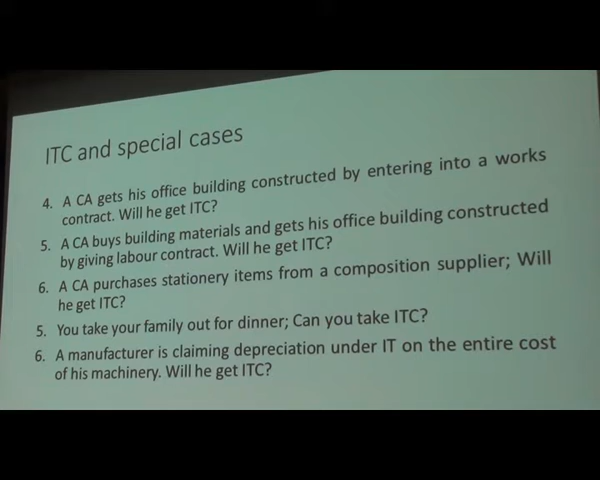 ITC and special cases
4. A CA gets his office building constructed by entering into a works
contract. Will he get ITC?
5. A CA buys building materials and gets his office building constructed
by giving labour contract. Will he get ITC?
6. A CA purchases stationery items from a composition supplier; Will
he get ITC?
5. You take your family out for dinner; Can you take ITC?
6. A manufacturer is claiming depreciation under IT on the entire cost
of his machinery. Will he get ITC?